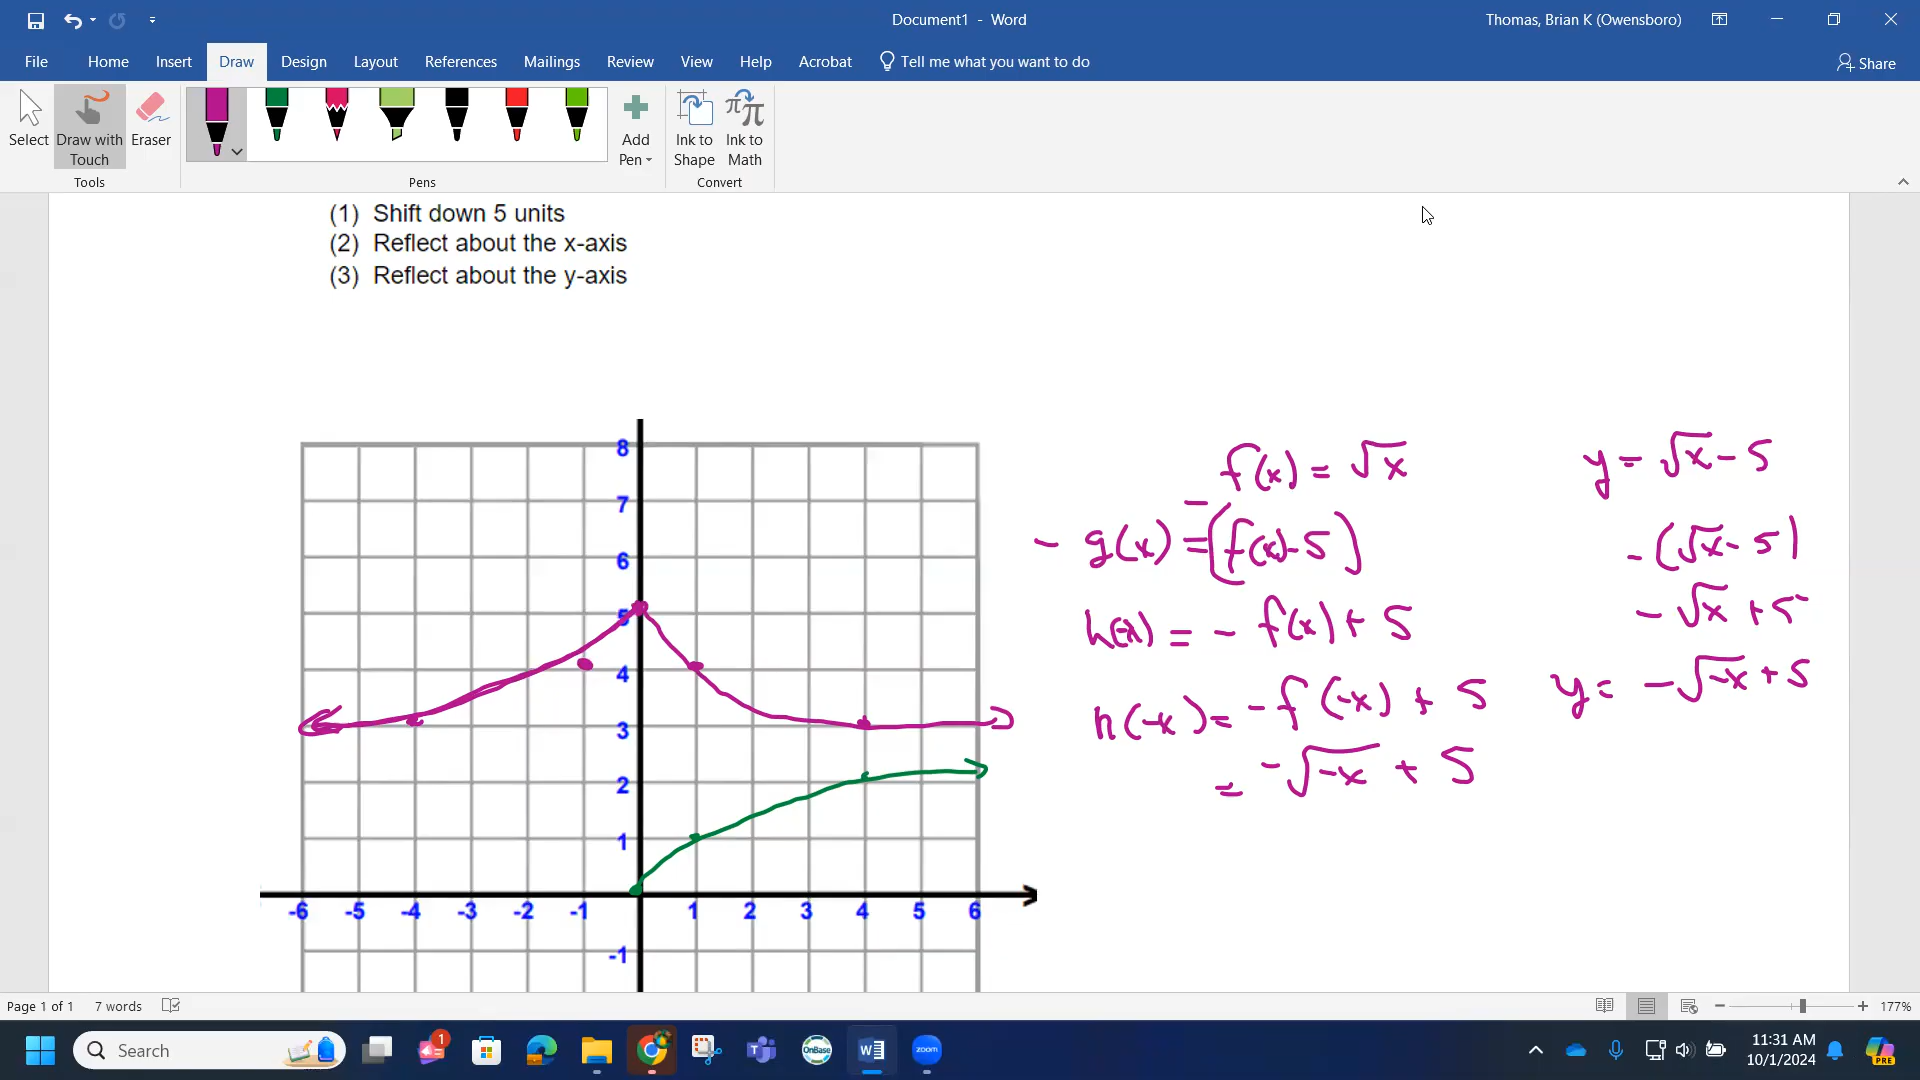 Document1 - Word
Thomas, Brian K (Owensboro)
File Home Insert Draw Design Layout References Mailings Review View Help Acrobat Tell me what you want to do
Share
Select
Draw with Touch
Eraser
Tools
Pens
Add Pen
Ink to Shape
Ink to Math
Convert
(1) Shift down 5 units
(2) Reflect about the x-axis
(3) Reflect about the y-axis
8
7
6
5
4
3
2
1
-6 -5 -4 -3 -2 -1 1 2 3 4 5 6
-1
f(x) = √x
- g(x) = -(f(x)-5)
h(x) = - f(x) + 5
h(-x) = - f(-x) + 5
= -√-x + 5
y = √x - 5
- (√x - 5)
- √x + 5
y = - √-x + 5
Page 1 of 1 7 words
177%
Search
1
OnBase
zoom
11:31 AM
10/1/2024
PRE